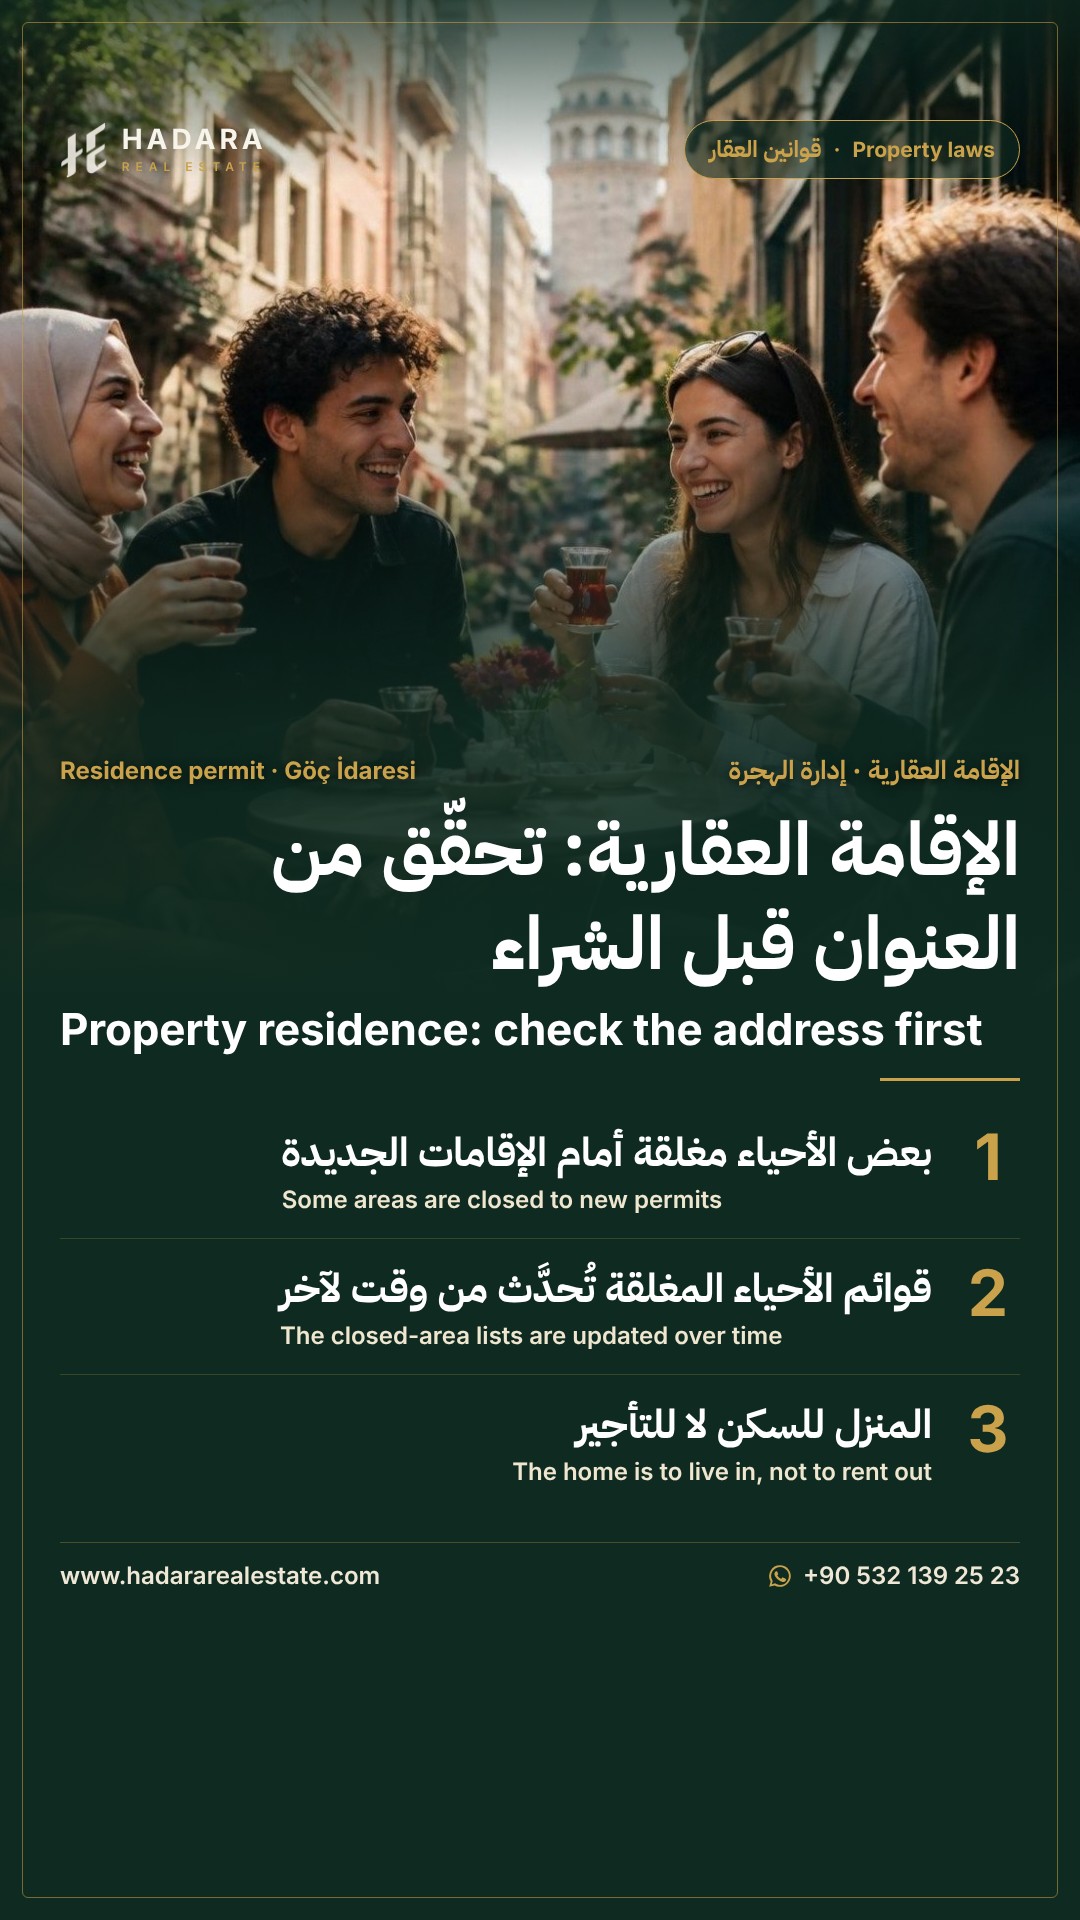 HADARA
REAL ESTATE
قوانين العقار · Property laws
Residence permit · Göç İdaresi
الإقامة العقارية · إدارة الهجرة
الإقامة العقارية: تحقّق من
العنوان قبل الشراء
Property residence: check the address first
1
بعض الأحياء مغلقة أمام الإقامات الجديدة
Some areas are closed to new permits
2
قوائم الأحياء المغلقة تُحدَّث من وقت لآخر
The closed-area lists are updated over time
3
المنزل للسكن لا للتأجير
The home is to live in, not to rent out
www.hadararealestate.com
+90 532 139 25 23